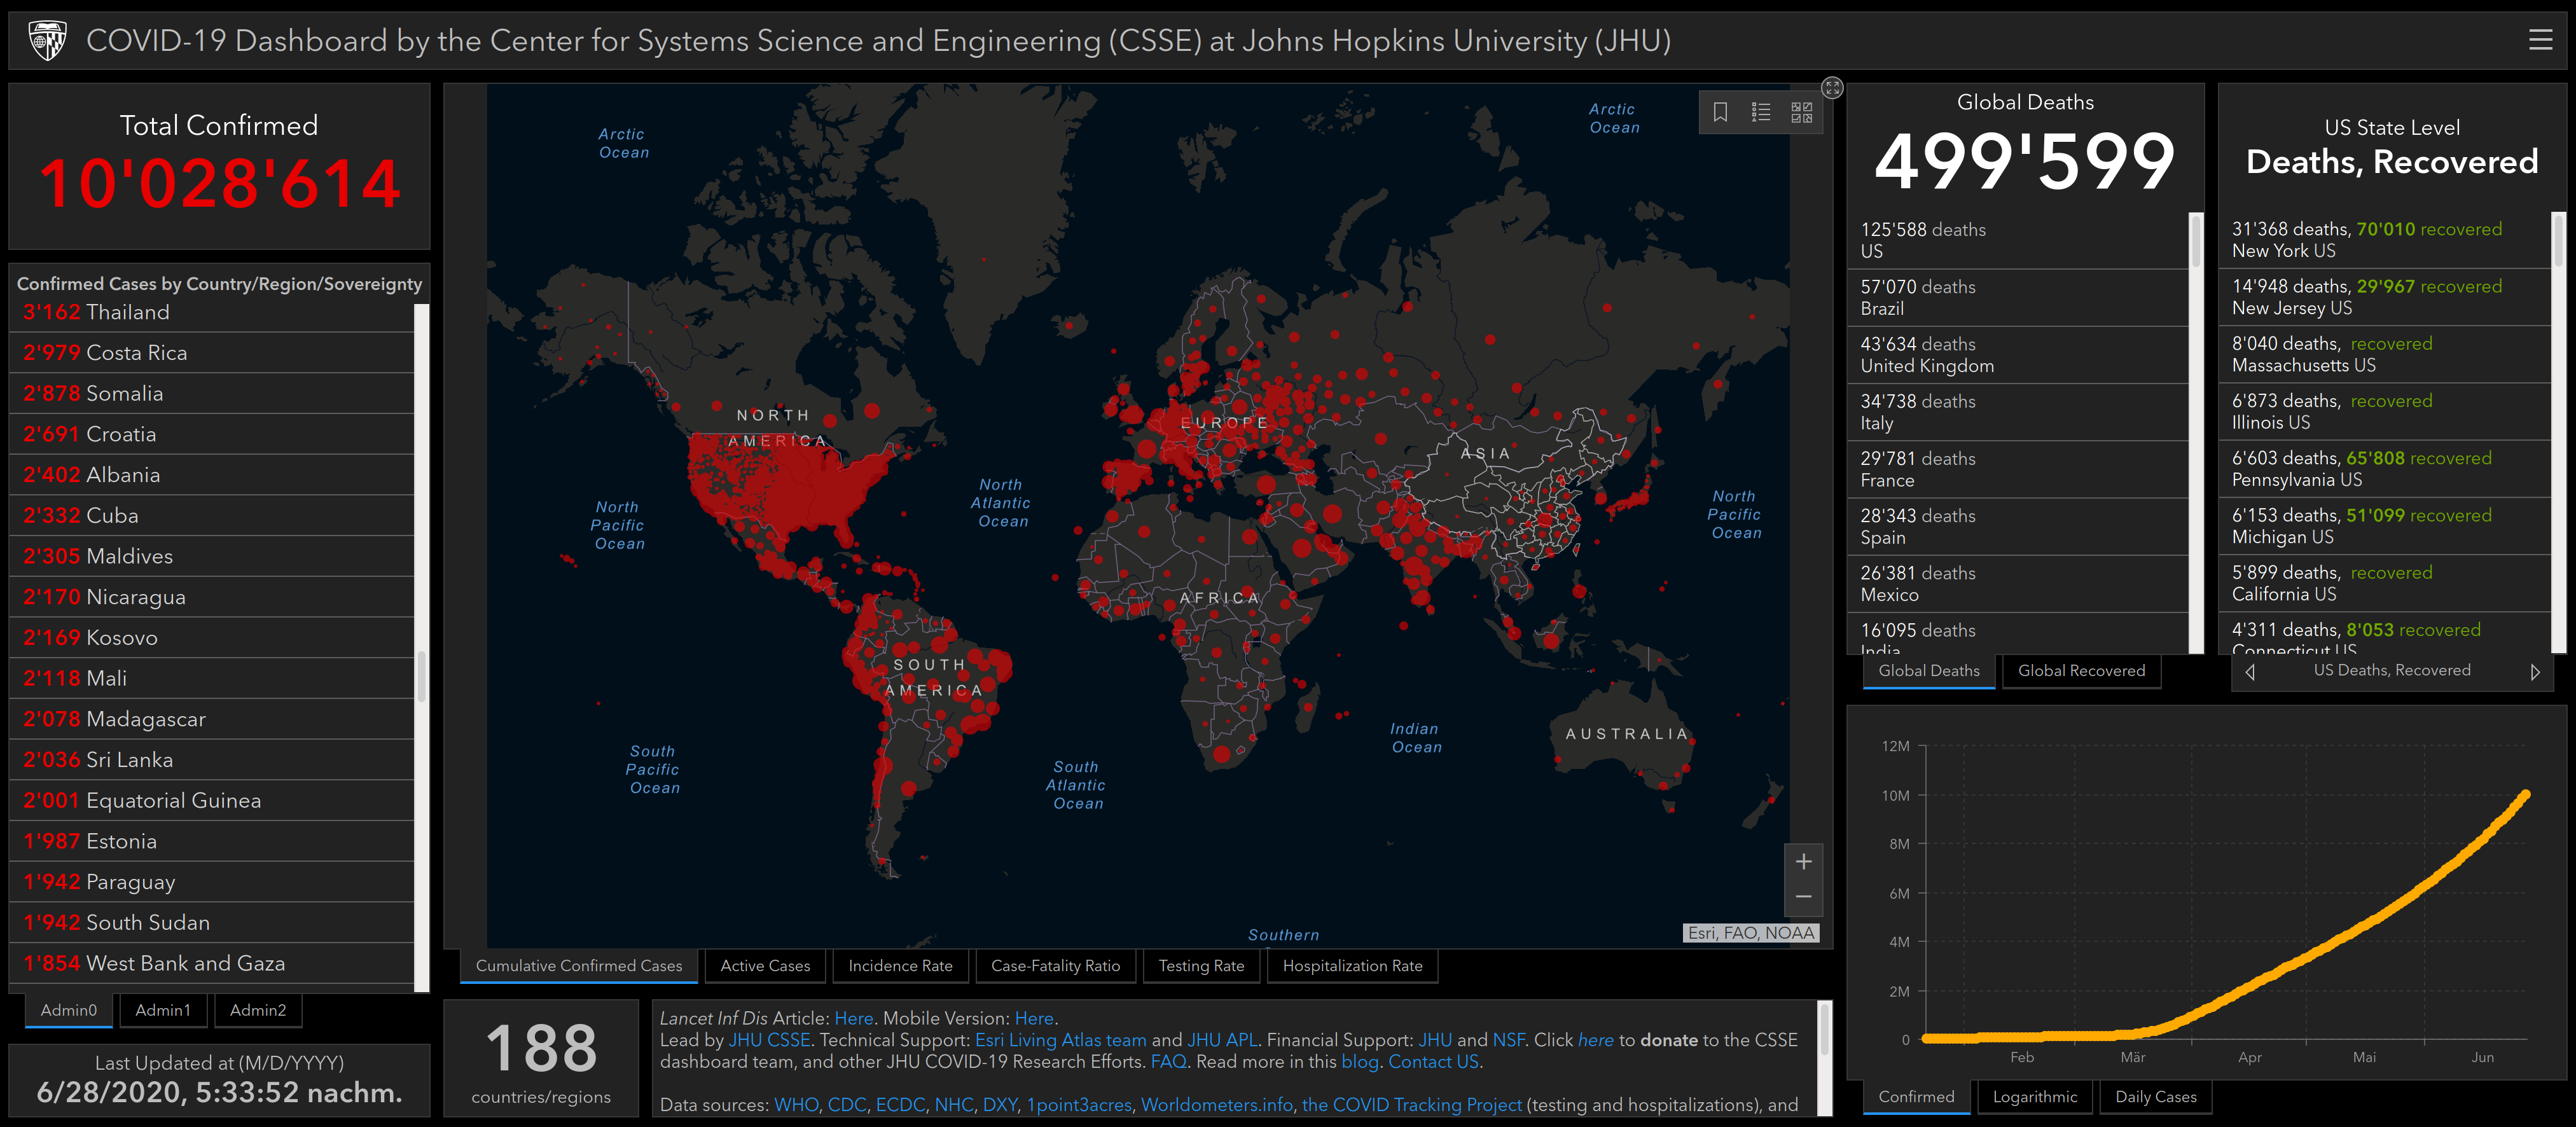 COVID-19 Dashboard by the Center for Systems Science and Engineering (CSSE) at Johns Hopkins University (JHU)
Total Confirmed
10'028'614
Confirmed Cases by Country/Region/Sovereignty
3'162 Thailand
2'979 Costa Rica
2'878 Somalia
2'691 Croatia
2'402 Albania
2'332 Cuba
2'305 Maldives
2'170 Nicaragua
2'169 Kosovo
2'118 Mali
2'078 Madagascar
2'036 Sri Lanka
2'001 Equatorial Guinea
1'987 Estonia
1'942 Paraguay
1'942 South Sudan
1'854 West Bank and Gaza
Admin0
Admin1
Admin2
Last Updated at (M/D/YYYY)
6/28/2020, 5:33:52 nachm.
Arctic
Ocean
Arctic
Ocean
NORTH
AMERICA
EUROPE
ASIA
North
Pacific
Ocean
North
Atlantic
Ocean
North
Pacific
Ocean
AFRICA
SOUTH
AMERICA
AUSTRALIA
Indian
Ocean
South
Pacific
Ocean
South
Atlantic
Ocean
Southern
Esri, FAO, NOAA
Cumulative Confirmed Cases
Active Cases
Incidence Rate
Case-Fatality Ratio
Testing Rate
Hospitalization Rate
188
countries/regions
Lancet Inf Dis Article: Here. Mobile Version: Here.
Lead by JHU CSSE. Technical Support: Esri Living Atlas team and JHU APL. Financial Support: JHU and NSF. Click here to donate to the CSSE
dashboard team, and other JHU COVID-19 Research Efforts. FAQ. Read more in this blog. Contact US.
Data sources: WHO, CDC, ECDC, NHC, DXY, 1point3acres, Worldometers.info, the COVID Tracking Project (testing and hospitalizations), and
Global Deaths
499'599
125'588 deaths
US
57'070 deaths
Brazil
43'634 deaths
United Kingdom
34'738 deaths
Italy
29'781 deaths
France
28'343 deaths
Spain
26'381 deaths
Mexico
16'095 deaths
India
Global Deaths
Global Recovered
US State Level
Deaths, Recovered
31'368 deaths, 70'010 recovered
New York US
14'948 deaths, 29'967 recovered
New Jersey US
8'040 deaths, recovered
Massachusetts US
6'873 deaths, recovered
Illinois US
6'603 deaths, 65'808 recovered
Pennsylvania US
6'153 deaths, 51'099 recovered
Michigan US
5'899 deaths, recovered
California US
4'311 deaths, 8'053 recovered
Connecticut US
US Deaths, Recovered
12M
10M
8M
6M
4M
2M
0
Feb
Mär
Apr
Mai
Jun
Confirmed
Logarithmic
Daily Cases